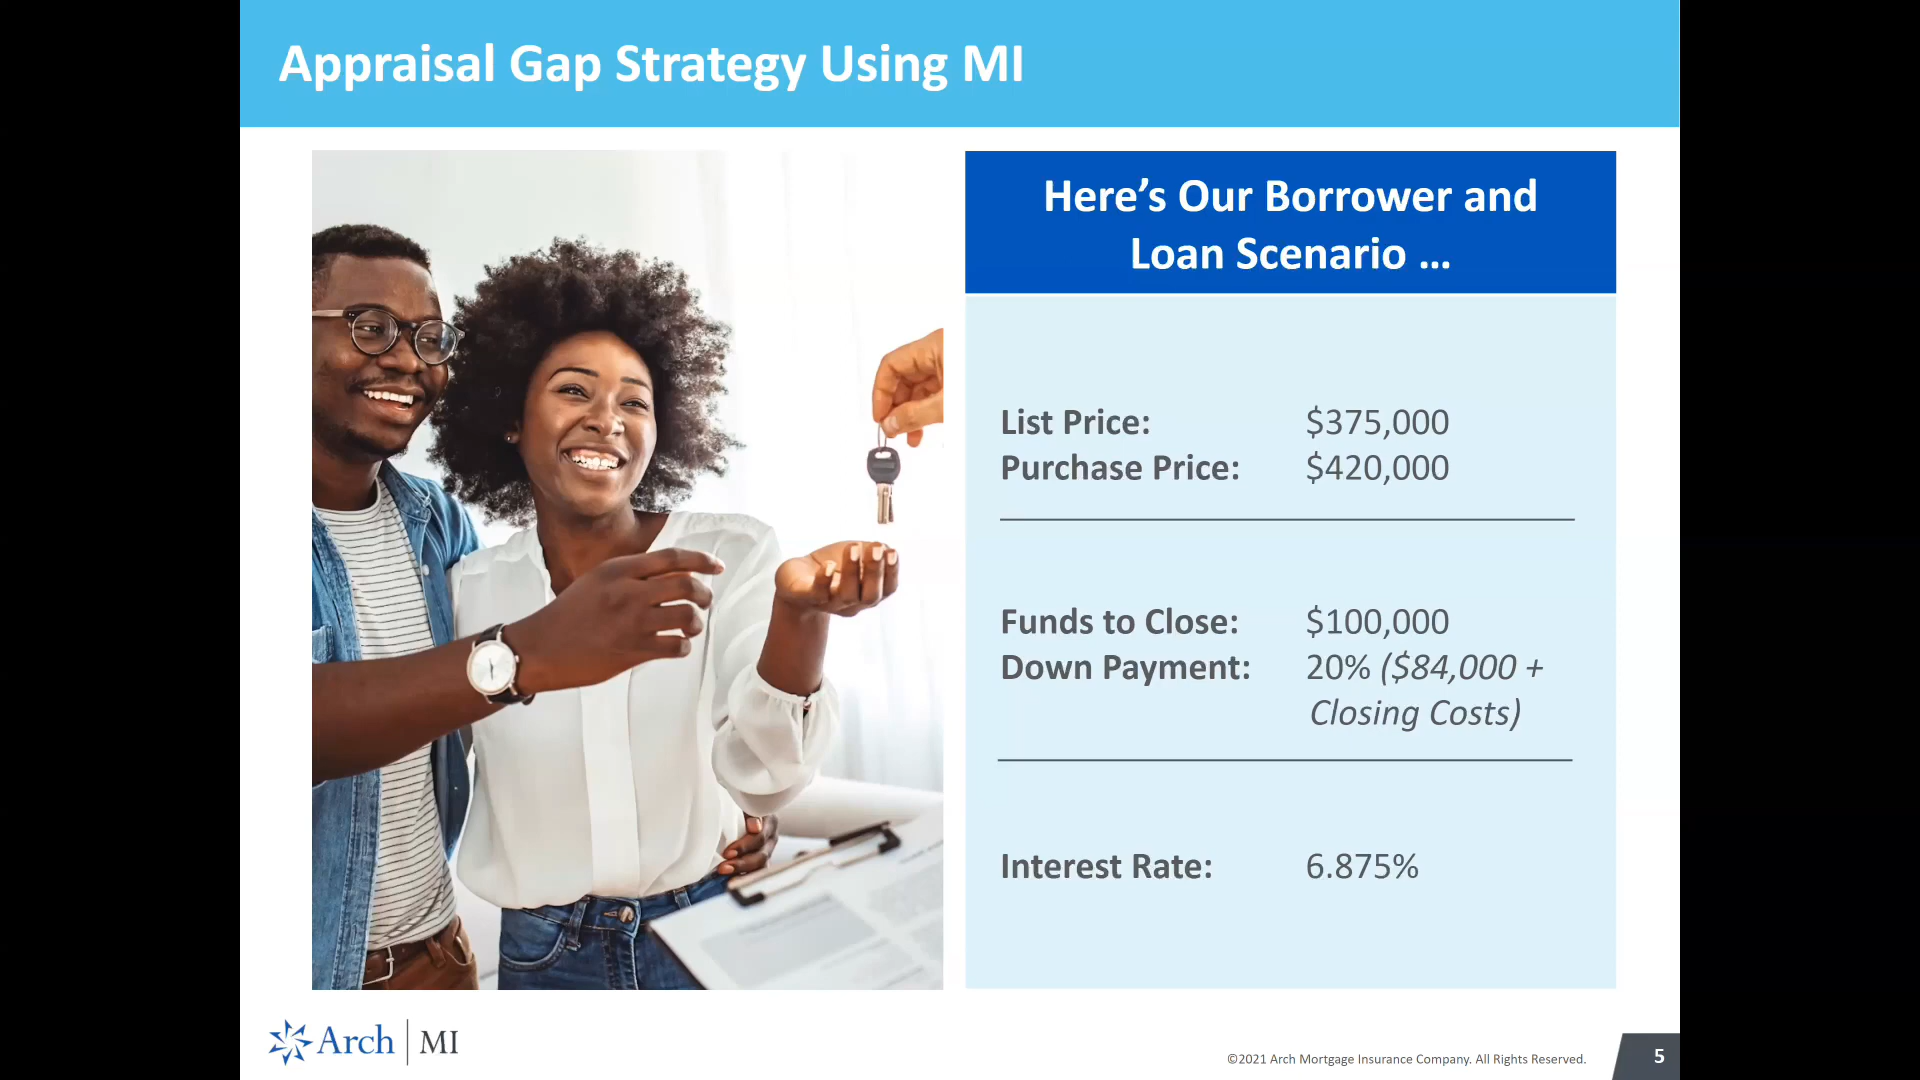 Appraisal Gap Strategy Using MI
Here’s Our Borrower and
Loan Scenario ...
List Price: $375,000
Purchase Price: $420,000
Funds to Close: $100,000
Down Payment: 20% ($84,000 +
Closing Costs)
Interest Rate: 6.875%
Arch | MI
©2021 Arch Mortgage Insurance Company. All Rights Reserved.
5